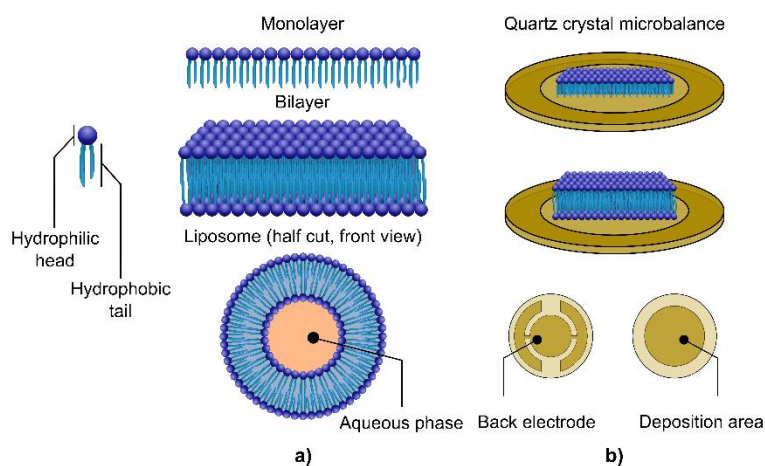 Monolayer
Bilayer
Hydrophilic
head
Hydrophobic
tail
Liposome (half cut, front view)
Aqueous phase
a)
Quartz crystal microbalance
Back electrode
Deposition area
b)